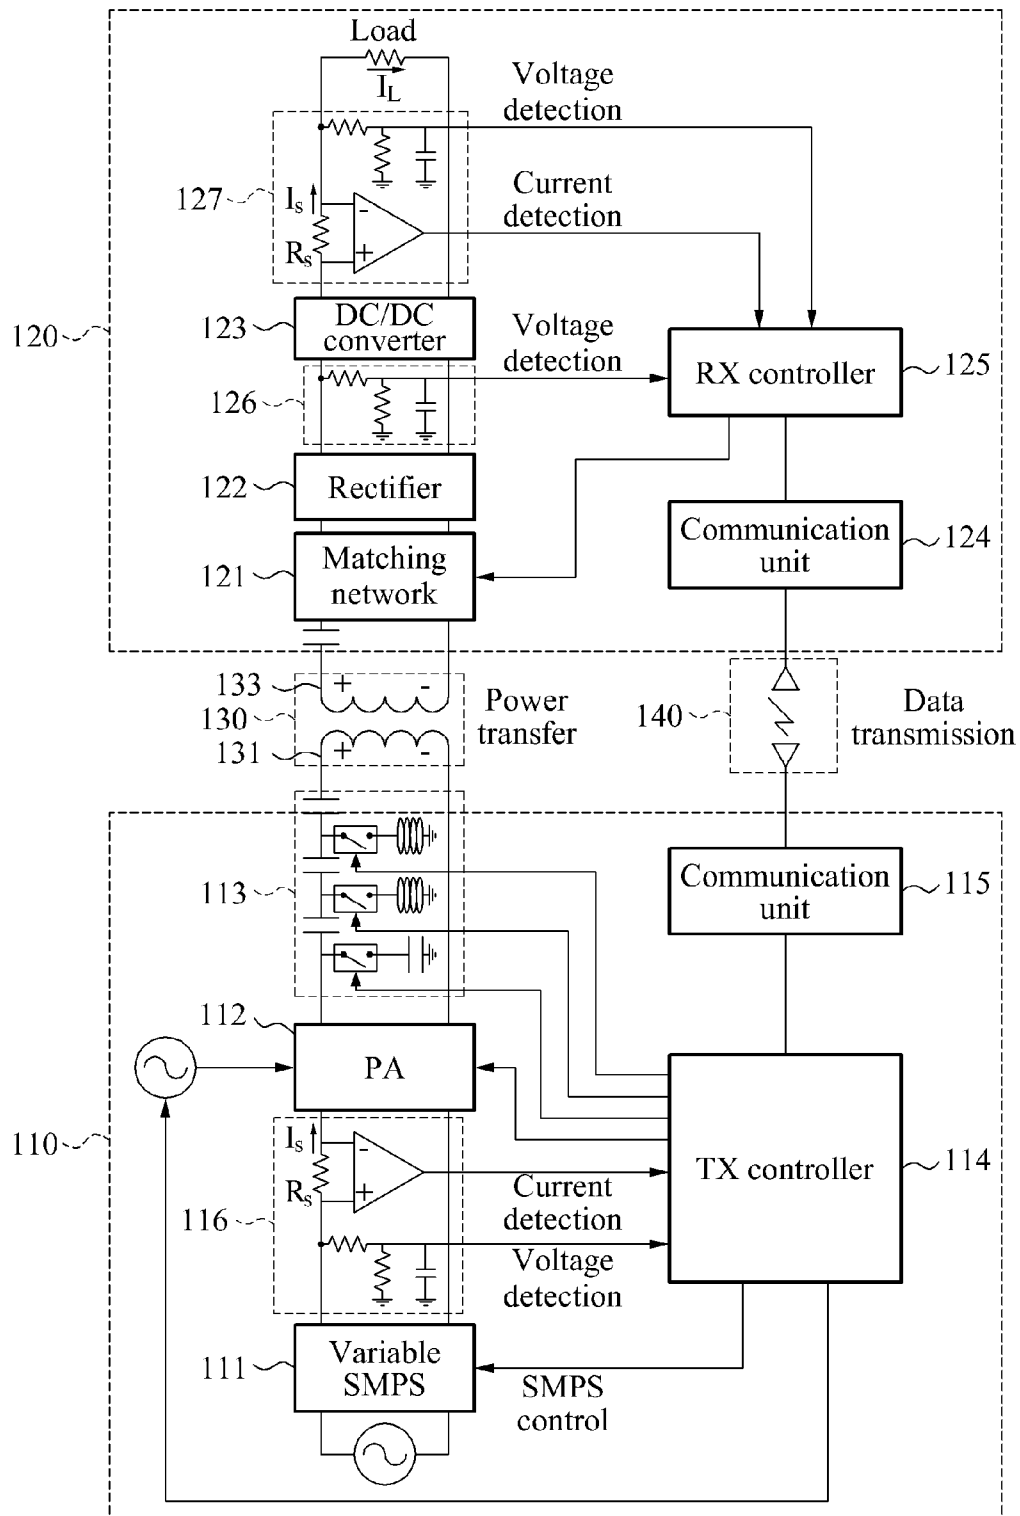 Load
I_L
Voltage
detection
127
I_s
-
R_s
+
Current
detection
120
123
DC/DC
converter
Voltage
detection
RX controller
125
126
122
Rectifier
121
Matching
network
Communication
unit
124
133
+
-
130
Power
transfer
131
+
-
140
Data
transmission
113
Communication
unit
115
112
PA
110
I_s
-
R_s
+
116
Current
detection
Voltage
detection
TX controller
114
111
Variable
SMPS
SMPS
control